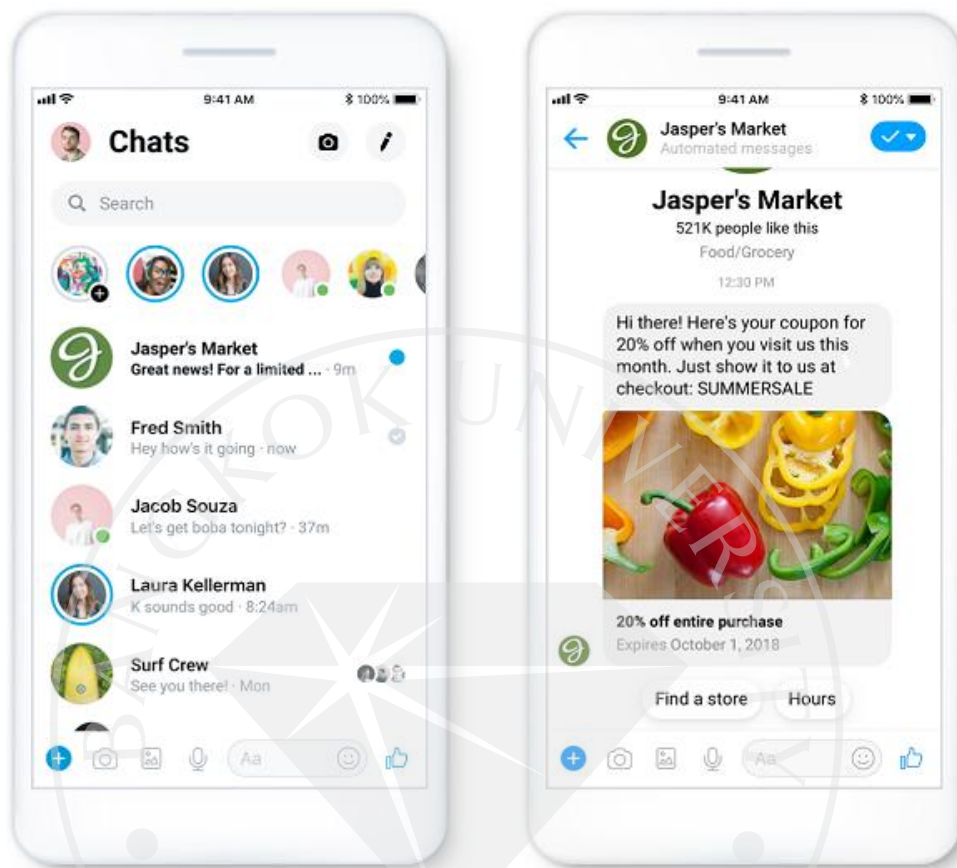 9:41 AM
100%
Chats
Search
Jasper's Market
Great news! For a limited ... · 9m
Fred Smith
Hey how's it going · now
Jacob Souza
Let's get boba tonight? · 37m
Laura Kellerman
K sounds good · 8:24am
Surf Crew
See you there! · Mon
Aa
9:41 AM
100%
Jasper's Market
Automated messages
Jasper's Market
521K people like this
Food/Grocery
12:30 PM
Hi there! Here's your coupon for
20% off when you visit us this
month. Just show it to us at
checkout: SUMMERSALE
20% off entire purchase
Expires October 1, 2018
Find a store
Hours
Aa
BANGKOK UNIVERSITY